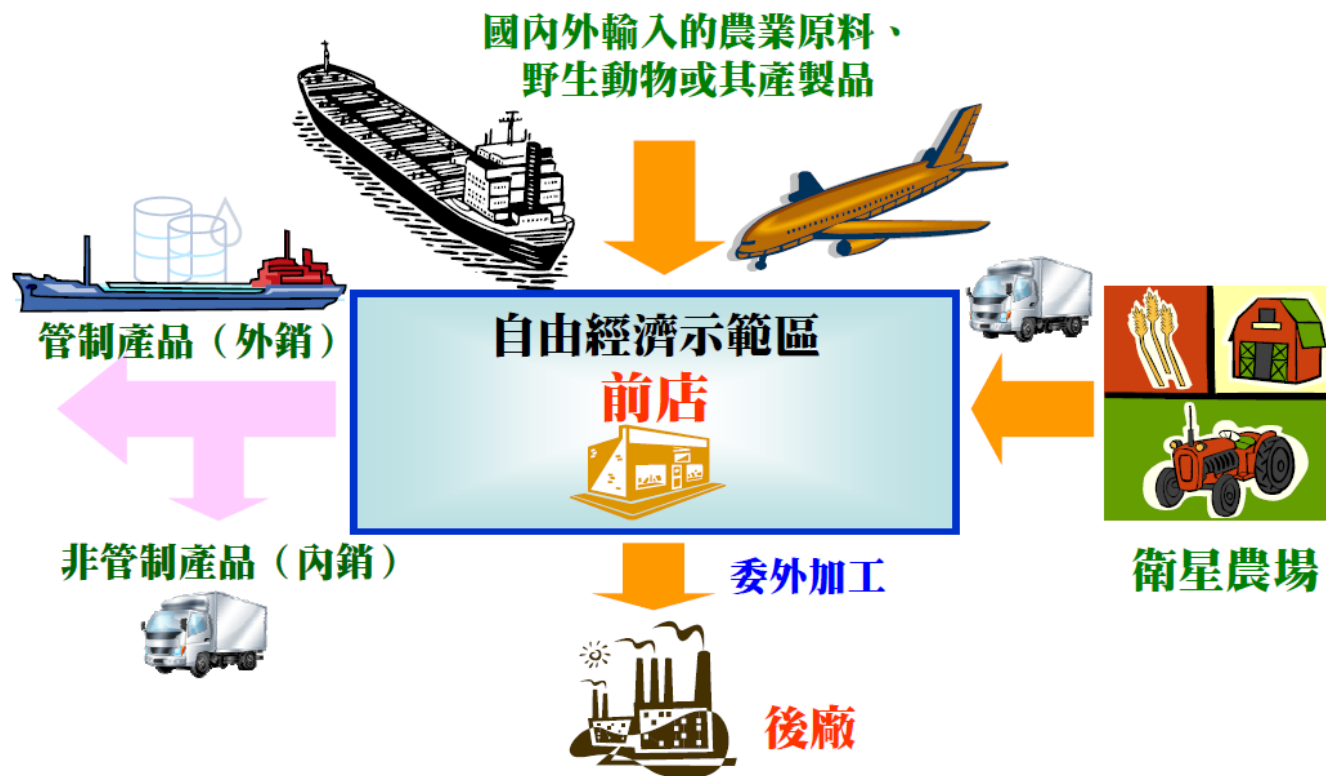 國內外輸入的農業原料、
野生動物或其產製品
管制產品（外銷）
自由經濟示範區
前店
非管制產品（內銷）
委外加工
衛星農場
後廠